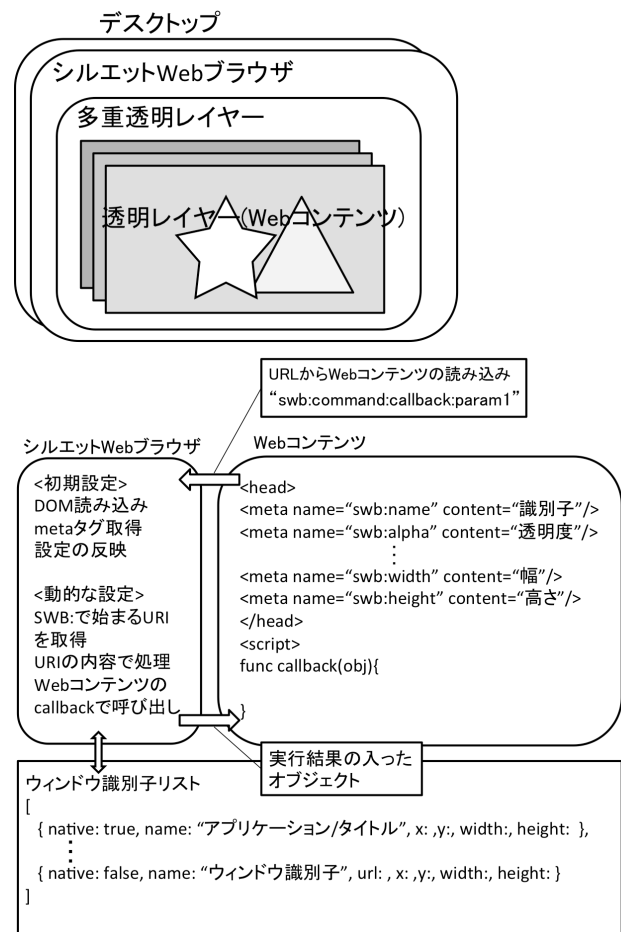 デスクトップ
シルエットWebブラウザ
多重透明レイヤー
透明レイヤー(Webコンテンツ)
URLからWebコンテンツの読み込み
“swb:command:callback:param1”
シルエットWebブラウザ
<初期設定>
DOM読み込み
metaタグ取得
設定の反映
<動的な設定>
SWB:で始まるURI
を取得
URIの内容で処理
Webコンテンツの
callbackで呼び出し
Webコンテンツ
<head>
<meta name=“swb:name” content=“識別子”/>
<meta name=“swb:alpha” content=“透明度”/>
⋮
<meta name=“swb:width” content=“幅”/>
<meta name=“swb:height” content=“高さ”/>
</head>
<script>
func callback(obj){
}
実行結果の入った
オブジェクト
ウィンドウ識別子リスト
[
{ native: true, name: “アプリケーション/タイトル”, x: ,y:, width:, height: },
⋮
{ native: false, name: “ウィンドウ識別子”, url: , x: ,y:, width:, height: }
]